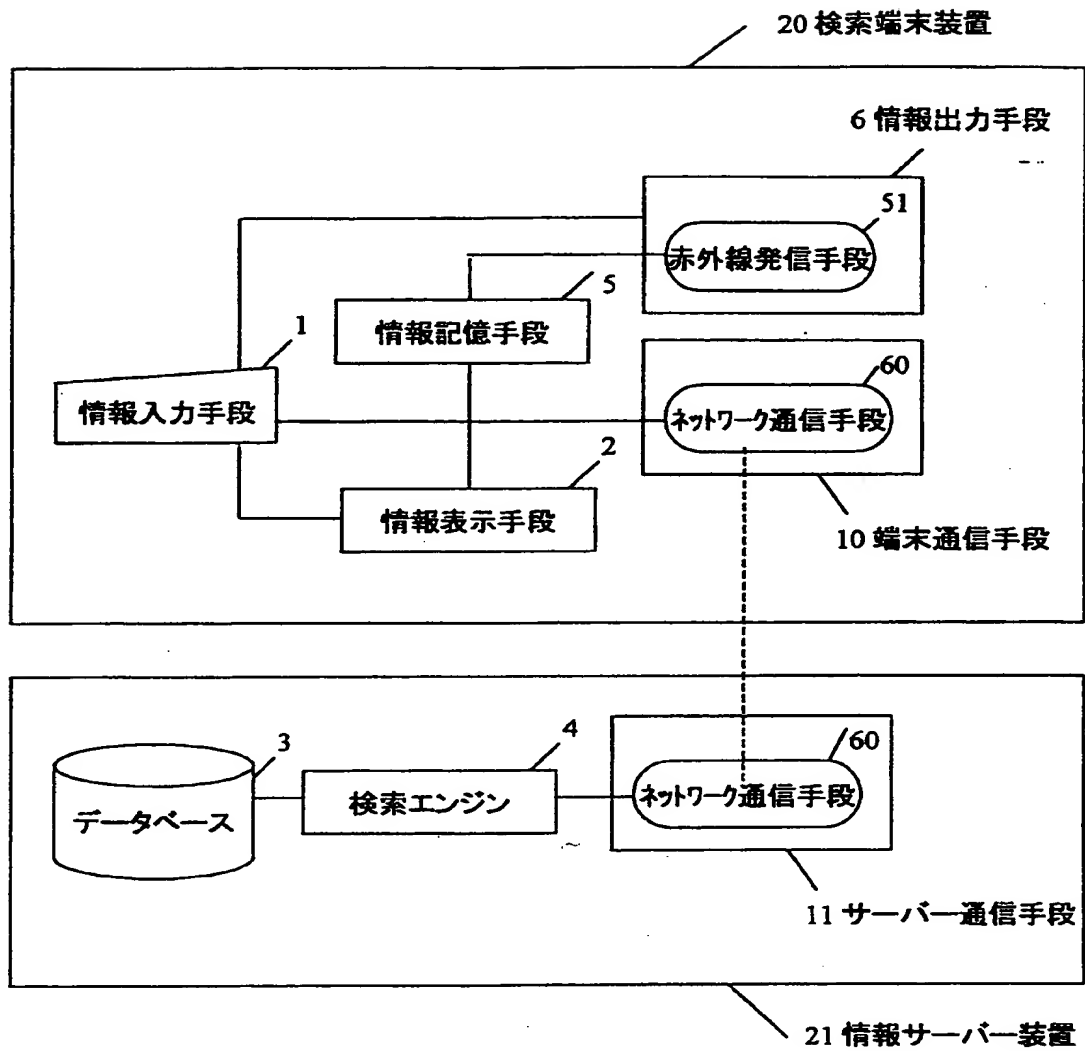 20 検索端末装置
6 情報出力手段
51
赤外線発信手段
5
情報記憶手段
1
情報入力手段
60
ネットワーク通信手段
2
情報表示手段
10 端末通信手段
3
データベース
4
検索エンジン
60
ネットワーク通信手段
11 サーバー通信手段
21 情報サーバー装置